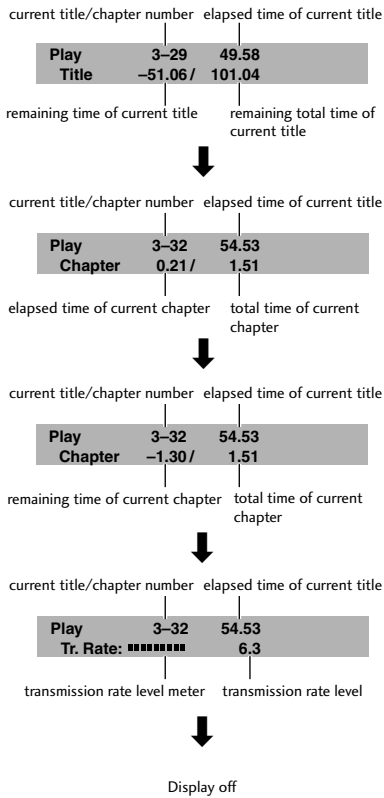 current title/chapter number elapsed time of current title
Play 3–29 49.58
Title –51.06 / 101.04
remaining time of current title remaining total time of
current title
current title/chapter number elapsed time of current title
Play 3–32 54.53
Chapter 0.21 / 1.51
elapsed time of current chapter total time of current
chapter
current title/chapter number elapsed time of current title
Play 3–32 54.53
Chapter –1.30 / 1.51
remaining time of current chapter total time of current
chapter
current title/chapter number elapsed time of current title
Play 3–32 54.53
Tr. Rate: 6.3
transmission rate level meter transmission rate level
Display off